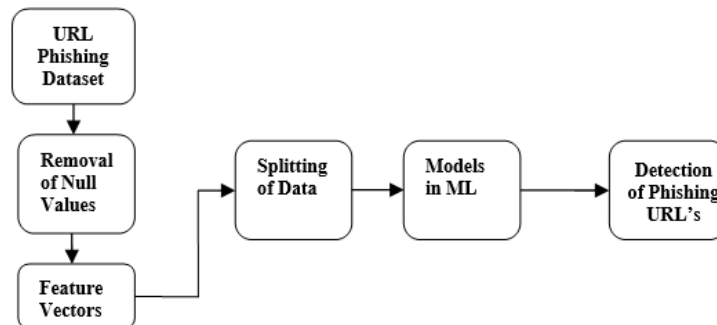 URL
Phishing
Dataset
Removal
of Null
Values
Feature
Vectors
Splitting
of Data
Models
in ML
Detection
of Phishing
URL's